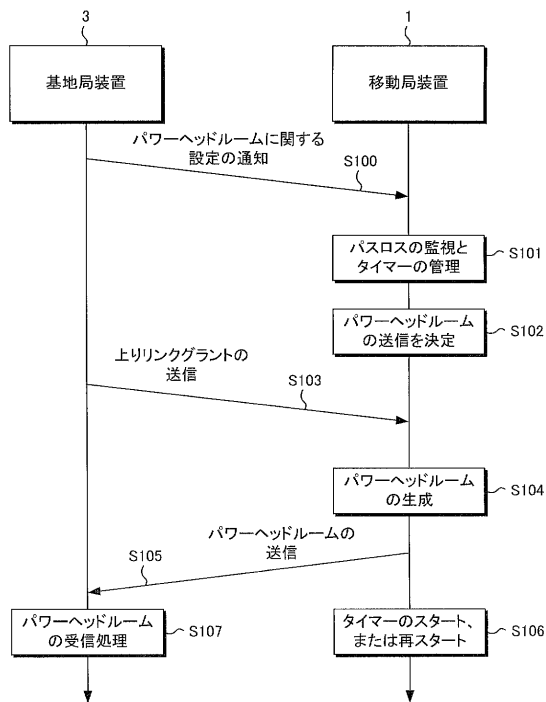 3
1
基地局装置
移動局装置
パワーヘッドルームに関する
設定の通知
S100
パスロスの監視と
タイマーの管理
S101
パワーヘッドルーム
の送信を決定
S102
上りリンクグラントの
送信
S103
パワーヘッドルーム
の生成
S104
パワーヘッドルームの
送信
S105
パワーヘッドルーム
の受信処理
S107
タイマーのスタート、
または再スタート
S106